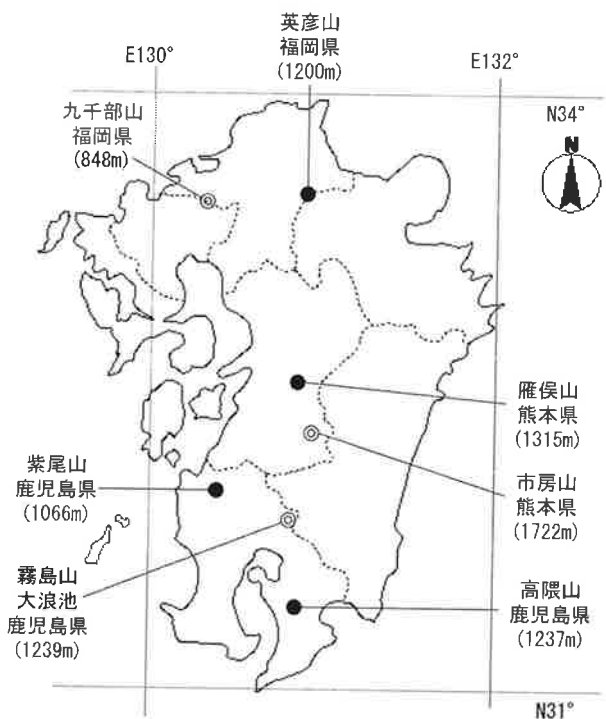 英彦山
福岡県
(1200m)
E130°
E132°
N34°
九千部山
福岡県
(848m)
N
雁俣山
熊本県
(1315m)
市房山
熊本県
(1722m)
紫尾山
鹿児島県
(1066m)
霧島山
大浪池
鹿児島県
(1239m)
高隈山
鹿児島県
(1237m)
N31°